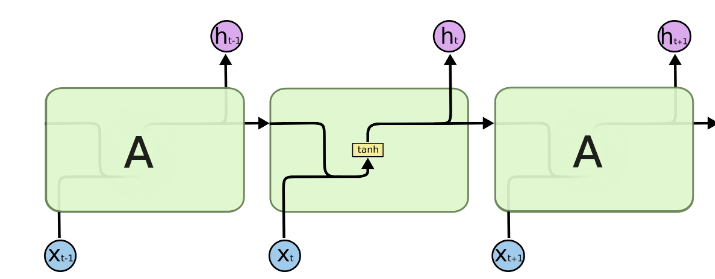 ht-1 ht ht+1
A A
tanh
xt-1 xt xt+1